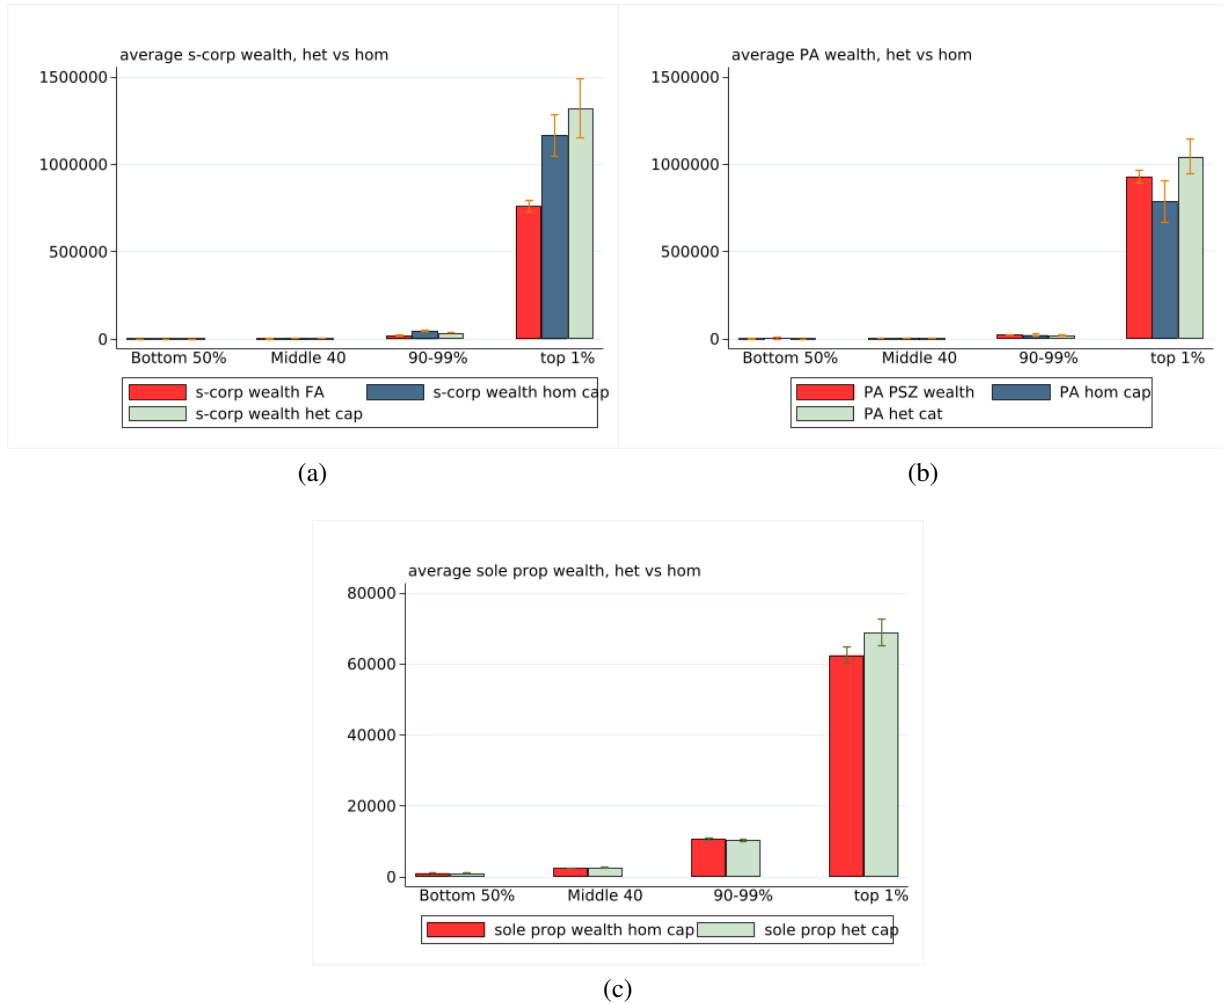 average s-corp wealth, het vs hom
1500000
1000000
500000
0
Bottom 50% Middle 40 90-99% top 1%
s-corp wealth FA s-corp wealth hom cap
s-corp wealth het cap
(a)
average PA wealth, het vs hom
1500000
1000000
500000
0
Bottom 50% Middle 40 90-99% top 1%
PA PSZ wealth PA hom cap
PA het cat
(b)
average sole prop wealth, het vs hom
80000
60000
40000
20000
0
Bottom 50% Middle 40 90-99% top 1%
sole prop wealth hom cap sole prop het cap
(c)